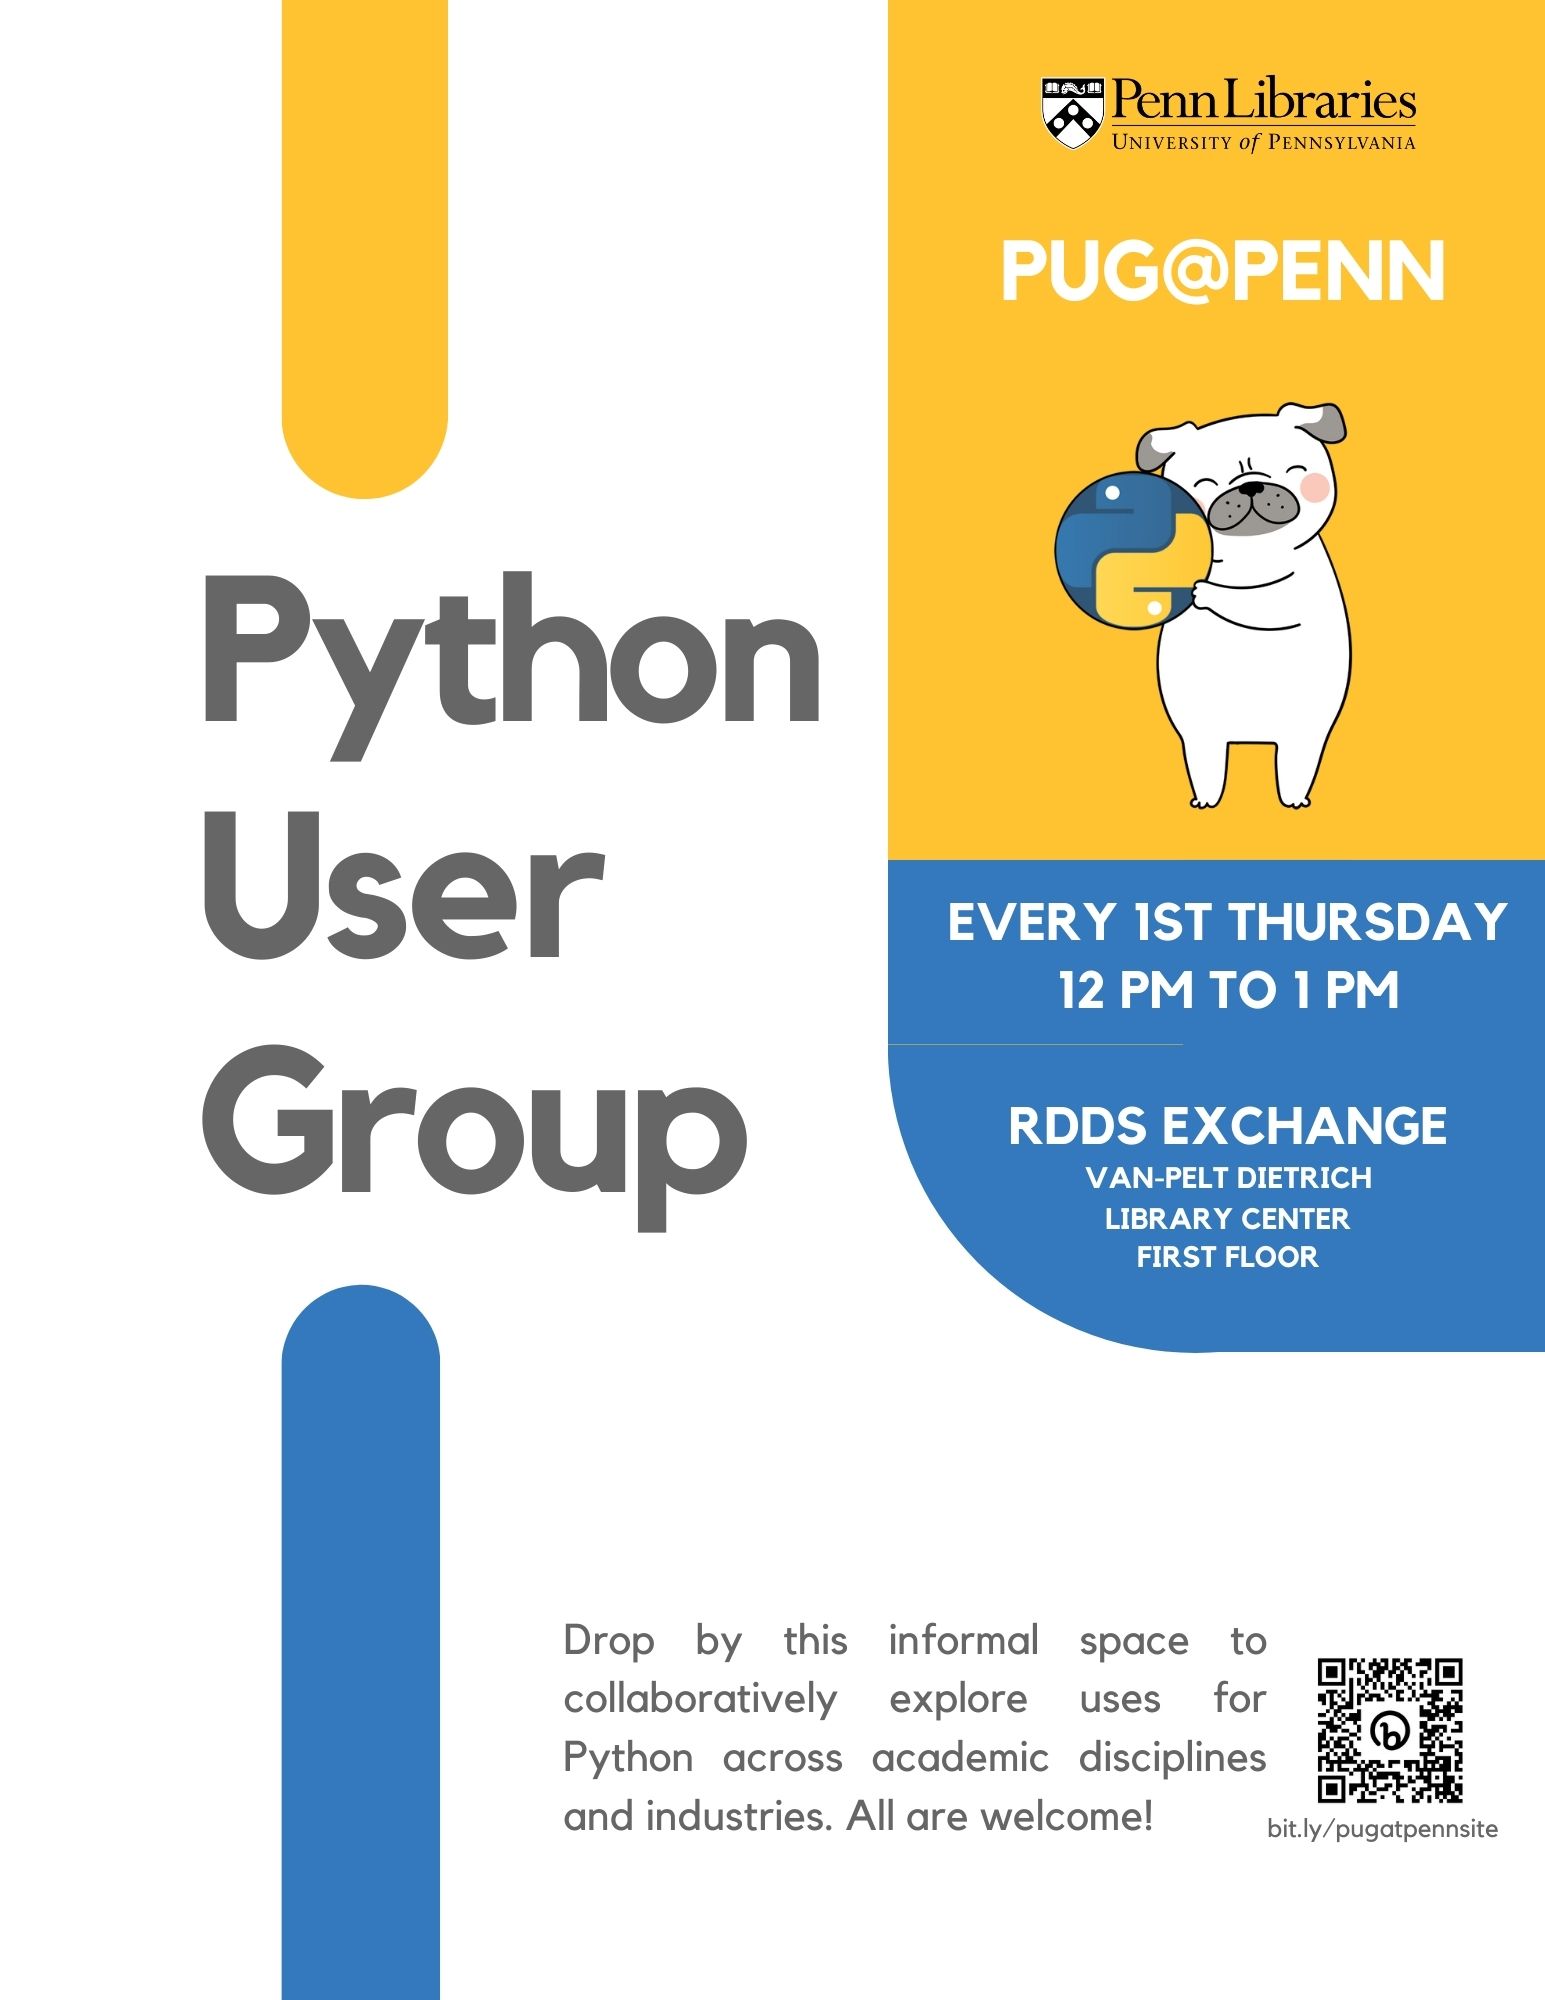 Penn Libraries
UNIVERSITY of PENNSYLVANIA
PUG@PENN
Python
User
Group
EVERY 1ST THURSDAY
12 PM TO 1 PM
RDDS EXCHANGE
VAN-PELT DIETRICH
LIBRARY CENTER
FIRST FLOOR
Drop by this informal space to
collaboratively explore uses for
Python across academic disciplines
and industries. All are welcome!
bit.ly/pugatpennsite